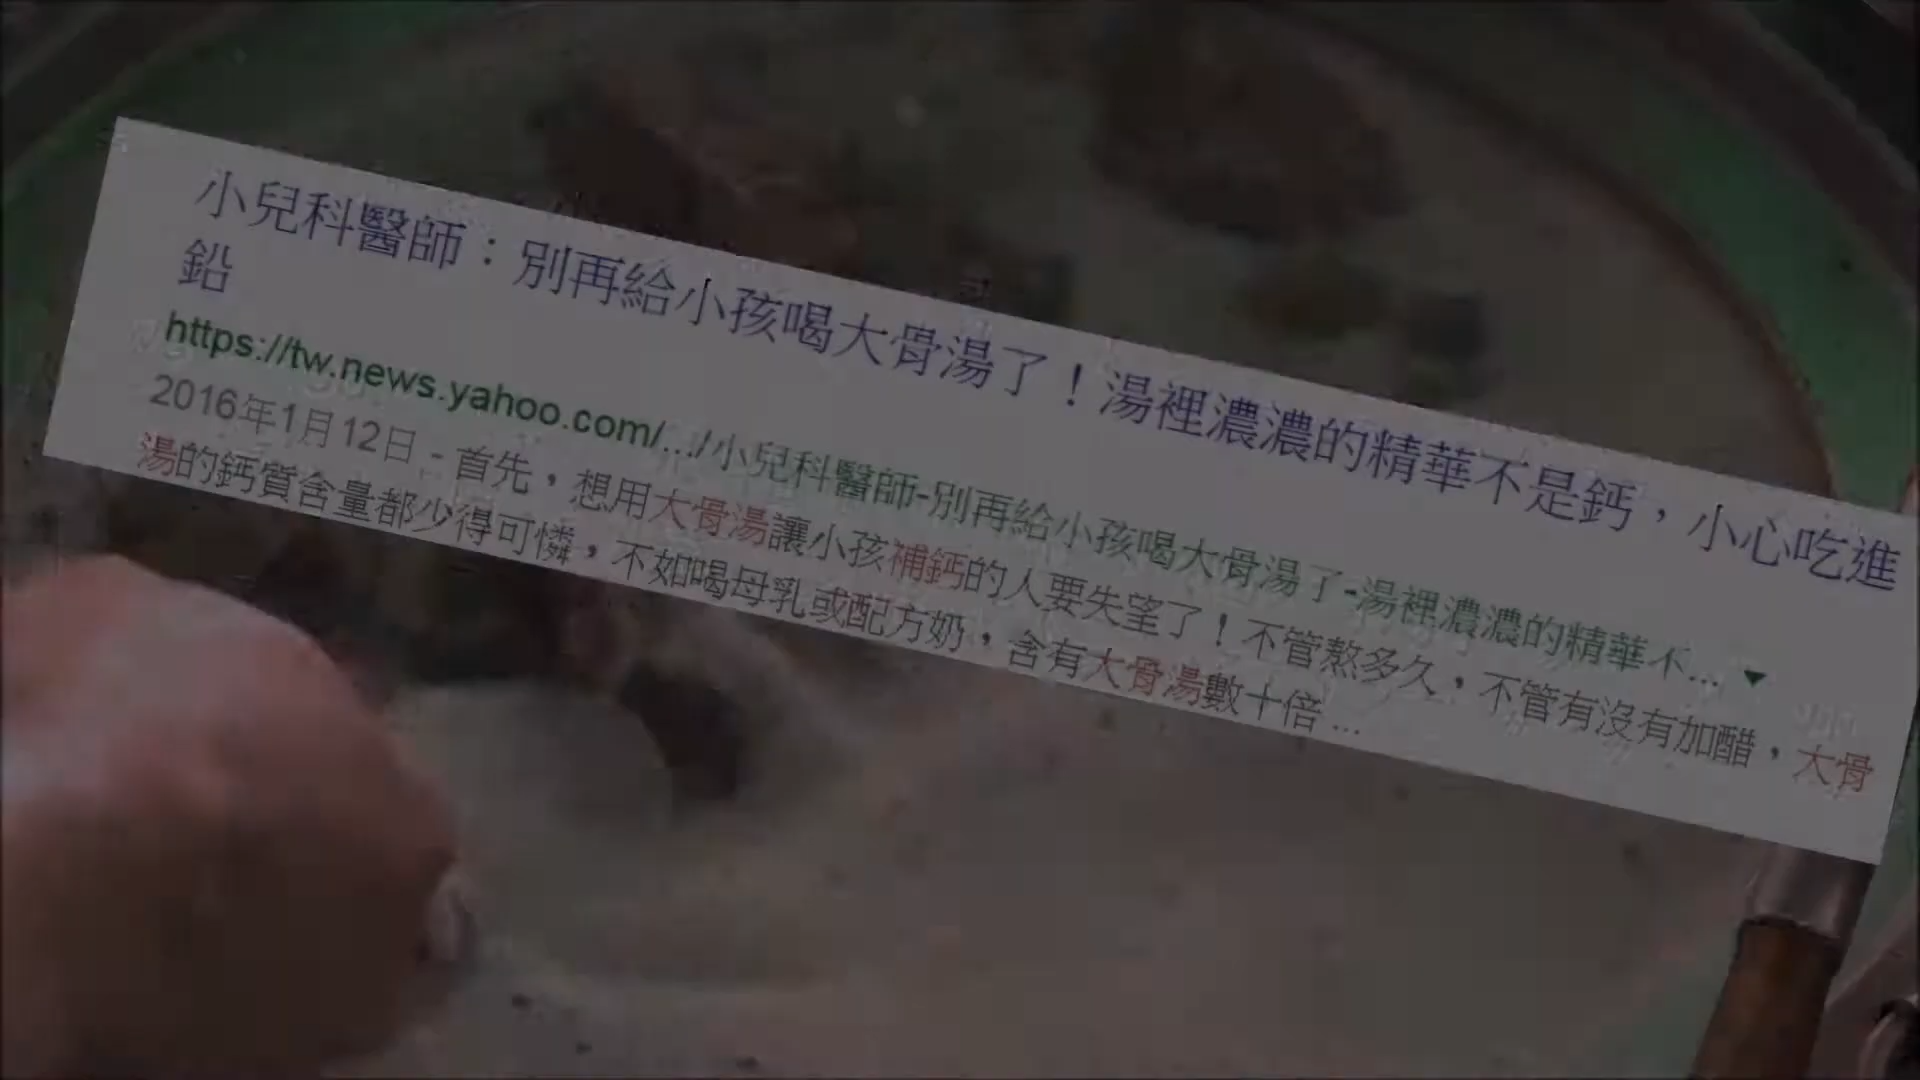 小兒科醫師：別再給小孩喝大骨湯了！湯裡濃濃的精華不是鈣，小心吃進
鉛
https://tw.news.yahoo.com/.../小兒科醫師-別再給小孩喝大骨湯了-湯裡濃濃的精華不...
2016年1月12日 - 首先，想用大骨湯讓小孩補鈣的人要失望了！不管熬多久，不管有沒有加醋，大骨
湯的鈣質含量都少得可憐，不如喝母乳或配方奶，含有大骨湯數十倍 ...